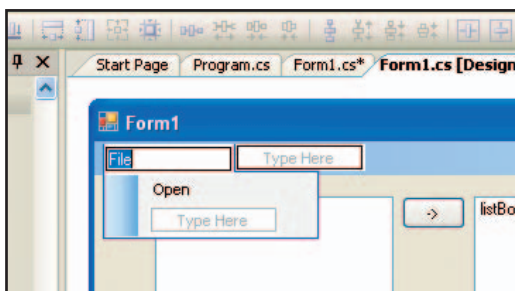 Start Page Program.cs Form1.cs* Form1.cs [Design
Form1
File Type Here
Open
Type Here
-> listBo